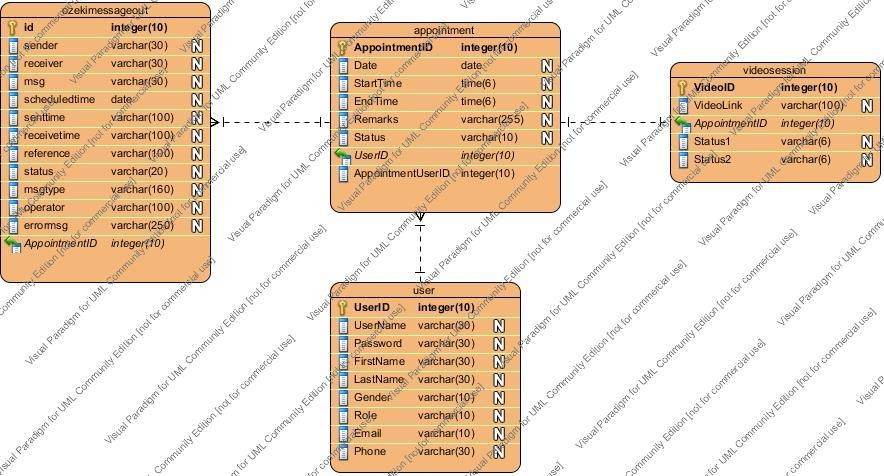 ozekimessageout
id integer(10)
sender varchar(30) N
receiver varchar(30) N
msg varchar(30) N
scheduledtime date N
senttime varchar(100) N
receivetime varchar(100) N
reference varchar(100) N
status varchar(20) N
msgtype varchar(160) N
operator varchar(100) N
errormsg varchar(250) N
AppointmentID integer(10)
appointment
AppointmentID integer(10)
Date date N
StartTim time(6) N
EndTime time(6) N
Remarks varchar(255) N
Status varchar(10) N
UserID integer(10)
AppointmentUserID integer(10)
videosession
VideoID integer(10)
VideoLink varchar(100) N
AppointmentID integer(10)
Status1 varchar(6) N
Status2 varchar(6) N
user
UserID integer(10)
UserName varchar(30) N
Password varchar(30) N
FirstName varchar(30) N
LastName varchar(30) N
Gender varchar(10) N
Role varchar(10) N
Email varchar(10) N
Phone varchar(30) N
Visual Paradigm for UML Community Edition [not for commercial use]